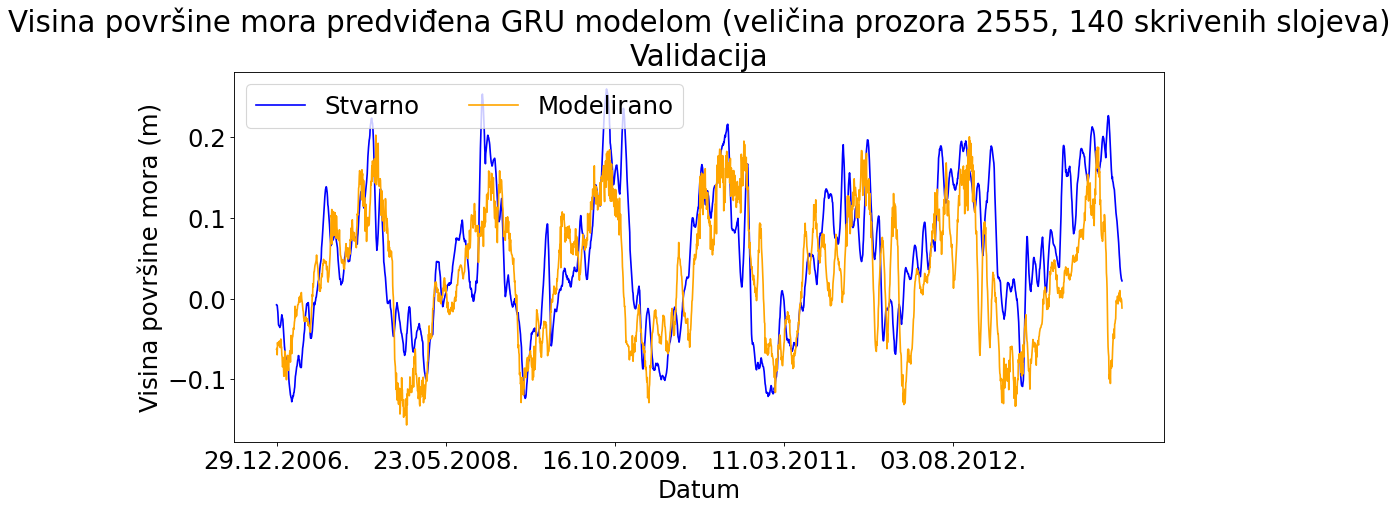 Visina površine mora predviđena GRU modelom (veličina prozora 2555, 140 skrivenih slojeva)
Validacija
Stvarno
Modelirano
Visina površine mora (m)
0.2
0.1
0.0
−0.1
29.12.2006.
23.05.2008.
16.10.2009.
11.03.2011.
03.08.2012.
Datum